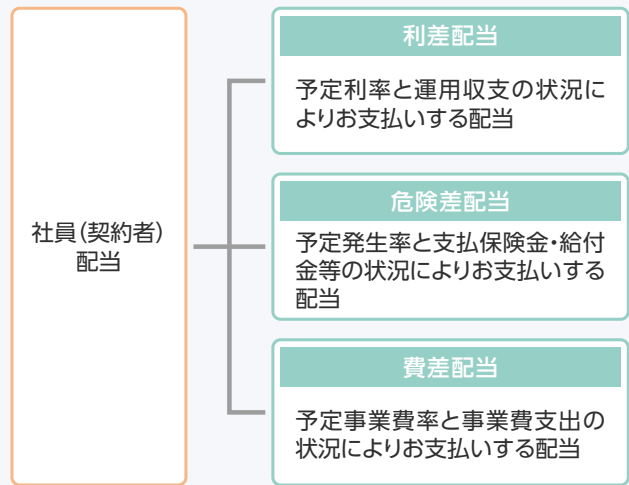 社員(契約者)
配当
利差配当
予定利率と運用収支の状況に
よりお支払いする配当
危険差配当
予定発生率と支払保険金・給付
金等の状況によりお支払いする
配当
費差配当
予定事業費率と事業費支出の
状況によりお支払いする配当